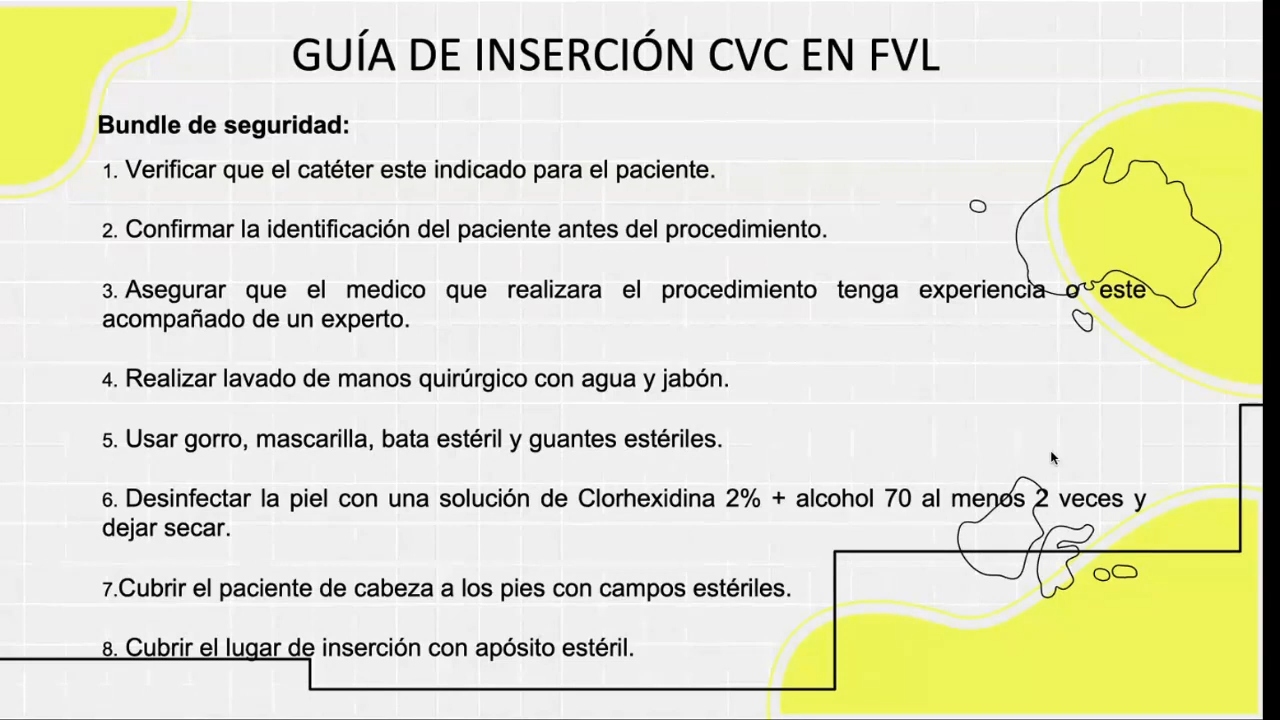 GUÍA DE INSERCIÓN CVC EN FVL
Bundle de seguridad:
1. Verificar que el catéter este indicado para el paciente.
2. Confirmar la identificación del paciente antes del procedimiento.
3. Asegurar que el medico que realizara el procedimiento tenga experiencia o este
acompañado de un experto.
4. Realizar lavado de manos quirúrgico con agua y jabón.
5. Usar gorro, mascarilla, bata estéril y guantes estériles.
6. Desinfectar la piel con una solución de Clorhexidina 2% + alcohol 70 al menos 2 veces y
dejar secar.
7.Cubrir el paciente de cabeza a los pies con campos estériles.
8. Cubrir el lugar de inserción con apósito estéril.